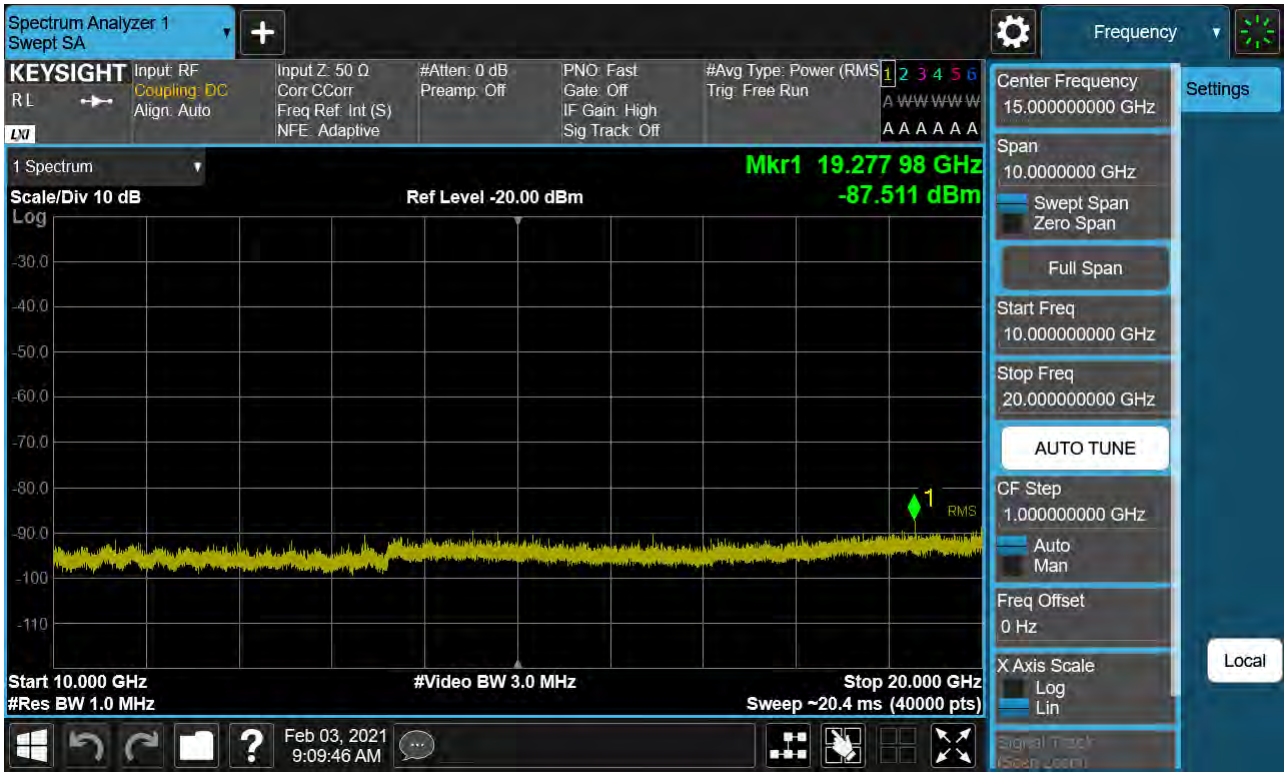 Spectrum Analyzer 1
Swept SA
+
Frequency
KEYSIGHT
RL
LXI
Input: RF
Coupling: DC
Align: Auto
Input Z: 50 Ω
Corr CCorr
Freq Ref: Int (S)
NFE: Adaptive
#Atten: 0 dB
Preamp: Off
PNO: Fast
Gate: Off
IF Gain: High
Sig Track: Off
#Avg Type: Power (RMS
Trig: Free Run
1 2 3 4 5 6
A W W W W W
A A A A A A
1 Spectrum
Mkr1 19.277 98 GHz
-87.511 dBm
Scale/Div 10 dB
Ref Level -20.00 dBm
Log
-30.0
-40.0
-50.0
-60.0
-70.0
-80.0
-90.0
-100
-110
1
RMS
Start 10.000 GHz
#Video BW 3.0 MHz
Stop 20.000 GHz
#Res BW 1.0 MHz
Sweep ~20.4 ms (40000 pts)
Center Frequency
15.000000000 GHz
Settings
Span
10.0000000 GHz
Swept Span
Zero Span
Full Span
Start Freq
10.000000000 GHz
Stop Freq
20.000000000 GHz
AUTO TUNE
CF Step
1.000000000 GHz
Auto
Man
Freq Offset
0 Hz
X Axis Scale
Log
Lin
Signal Track
(Span Zoom)
Local
?
Feb 03, 2021
9:09:46 AM